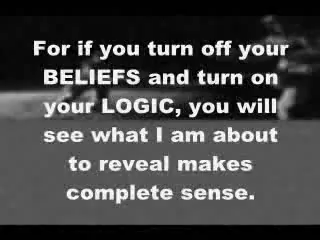 For if you turn off your
BELIEFS and turn on
your LOGIC, you will
see what I am about
to reveal makes
complete sense.